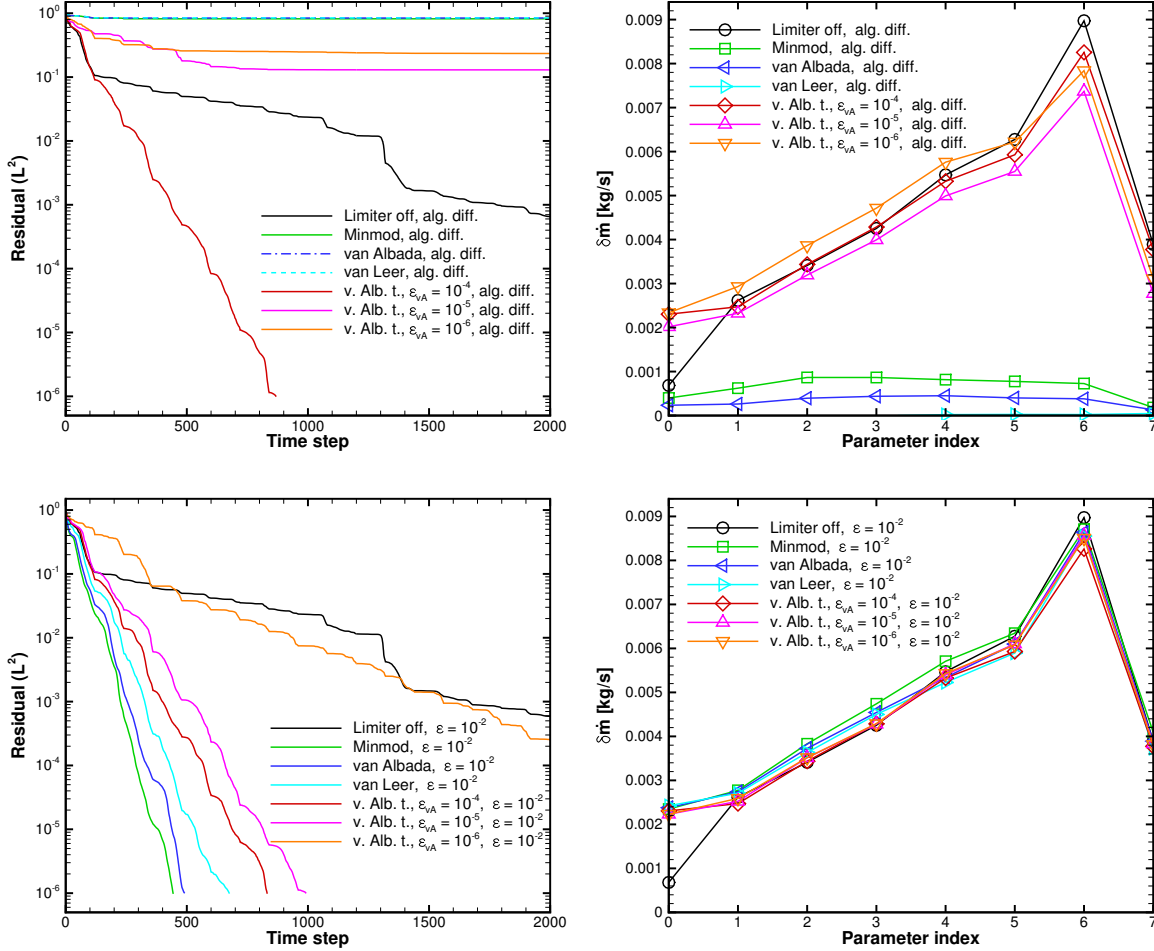 Residual (L²)
10⁰
10⁻¹
10⁻²
10⁻³
10⁻⁴
10⁻⁵
10⁻⁶
Limiter off, alg. diff.
Minmod, alg. diff.
van Albada, alg. diff.
van Leer, alg. diff.
v. Alb. t., ε_vA = 10⁻⁴, alg. diff.
v. Alb. t., ε_vA = 10⁻⁵, alg. diff.
v. Alb. t., ε_vA = 10⁻⁶, alg. diff.
0 500 1000 1500 2000
Time step
δṁ [kg/s]
0.009
0.008
0.007
0.006
0.005
0.004
0.003
0.002
0.001
0
Limiter off, alg. diff.
Minmod, alg. diff.
van Albada, alg. diff.
van Leer, alg. diff.
v. Alb. t., ε_vA = 10⁻⁴, alg. diff.
v. Alb. t., ε_vA = 10⁻⁵, alg. diff.
v. Alb. t., ε_vA = 10⁻⁶, alg. diff.
0 1 2 3 4 5 6 7
Parameter index
Residual (L²)
10⁰
10⁻¹
10⁻²
10⁻³
10⁻⁴
10⁻⁵
10⁻⁶
Limiter off, ε = 10⁻²
Minmod, ε = 10⁻²
van Albada, ε = 10⁻²
van Leer, ε = 10⁻²
v. Alb. t., ε_vA = 10⁻⁴, ε = 10⁻²
v. Alb. t., ε_vA = 10⁻⁵, ε = 10⁻²
v. Alb. t., ε_vA = 10⁻⁶, ε = 10⁻²
0 500 1000 1500 2000
Time step
δṁ [kg/s]
0.009
0.008
0.007
0.006
0.005
0.004
0.003
0.002
0.001
0
Limiter off, ε = 10⁻²
Minmod, ε = 10⁻²
van Albada, ε = 10⁻²
van Leer, ε = 10⁻²
v. Alb. t., ε_vA = 10⁻⁴, ε = 10⁻²
v. Alb. t., ε_vA = 10⁻⁵, ε = 10⁻²
v. Alb. t., ε_vA = 10⁻⁶, ε = 10⁻²
0 1 2 3 4 5 6 7
Parameter index